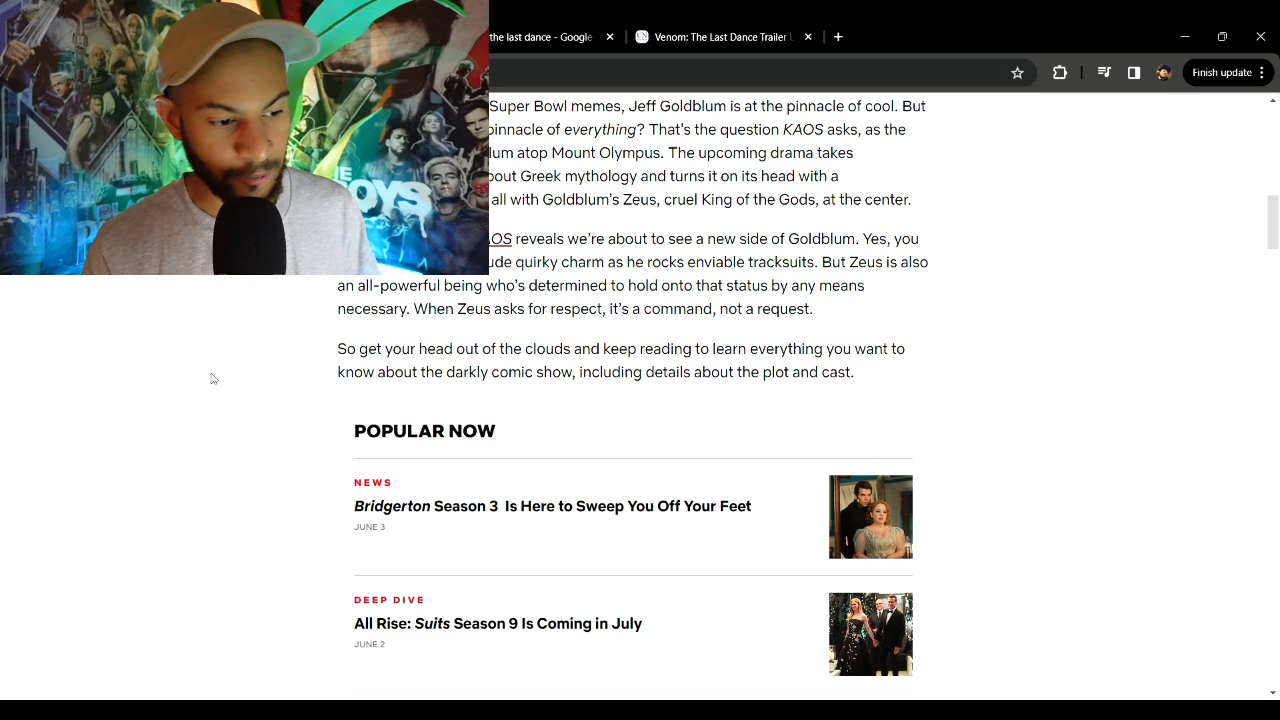 the last dance - Google
Venom: The Last Dance Trailer
Finish update
THE
BOYS
Super Bowl memes, Jeff Goldblum is at the pinnacle of cool. But
pinnacle of everything? That's the question KAOS asks, as the
atop Mount Olympus. The upcoming drama takes
Greek mythology and turns it on its head with a
all with Goldblum's Zeus, cruel King of the Gods, at the center.
reveals we're about to see a new side of Goldblum. Yes, you
quirky charm as he rocks enviable tracksuits. But Zeus is also
an all-powerful being who's determined to hold onto that status by any means
necessary. When Zeus asks for respect, it's a command, not a request.
So get your head out of the clouds and keep reading to learn everything you want to
know about the darkly comic show, including details about the plot and cast.
POPULAR NOW
NEWS
Bridgerton Season 3 Is Here to Sweep You Off Your Feet
JUNE 3
DEEP DIVE
All Rise: Suits Season 9 Is Coming in July
JUNE 2